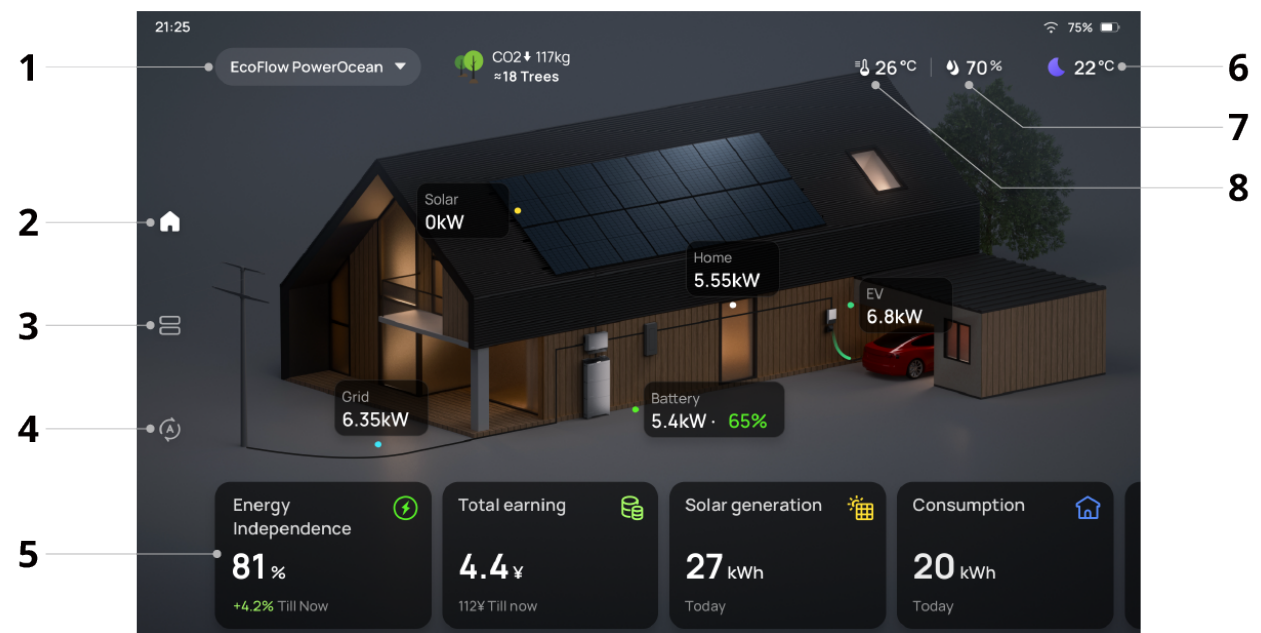 21:25
75%
1
EcoFlow PowerOcean
CO2⬇117kg
≈18 Trees
26°C
70%
22°C
6
7
8
Solar
0kW
2
Home
5.55kW
EV
6.8kW
3
Grid
6.35kW
Battery
5.4kW · 65%
4
A
5
Energy
Independence
81%
+4.2% Till Now
Total earning
4.4¥
112¥ Till now
Solar generation
27 kWh
Today
Consumption
20 kWh
Today